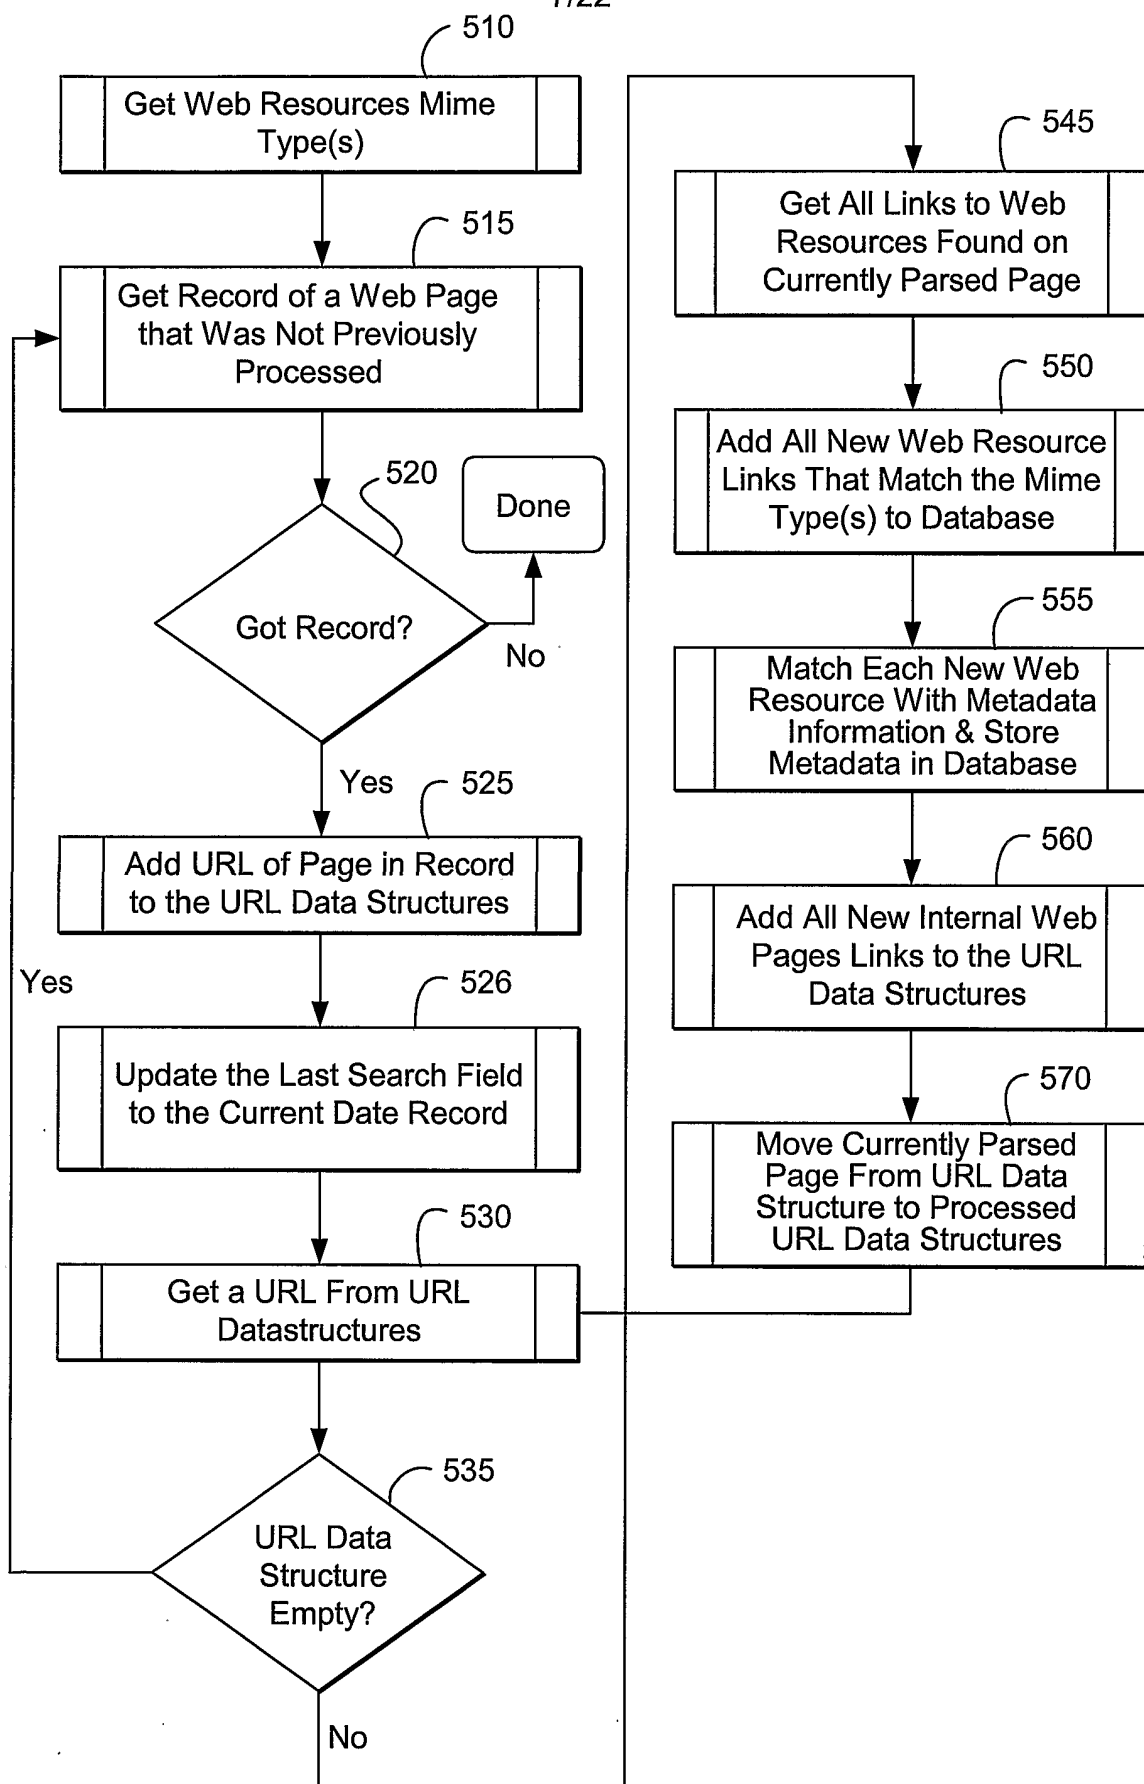 510
Get Web Resources Mime
Type(s)
515
Get Record of a Web Page
that Was Not Previously
Processed
520
Done
Got Record?
No
Yes
525
Add URL of Page in Record
to the URL Data Structures
Yes
526
Update the Last Search Field
to the Current Date Record
530
Get a URL From URL
Datastructures
535
URL Data
Structure
Empty?
No
545
Get All Links to Web
Resources Found on
Currently Parsed Page
550
Add All New Web Resource
Links That Match the Mime
Type(s) to Database
555
Match Each New Web
Resource With Metadata
Information & Store
Metadata in Database
560
Add All New Internal Web
Pages Links to the URL
Data Structures
570
Move Currently Parsed
Page From URL Data
Structure to Processed
URL Data Structures